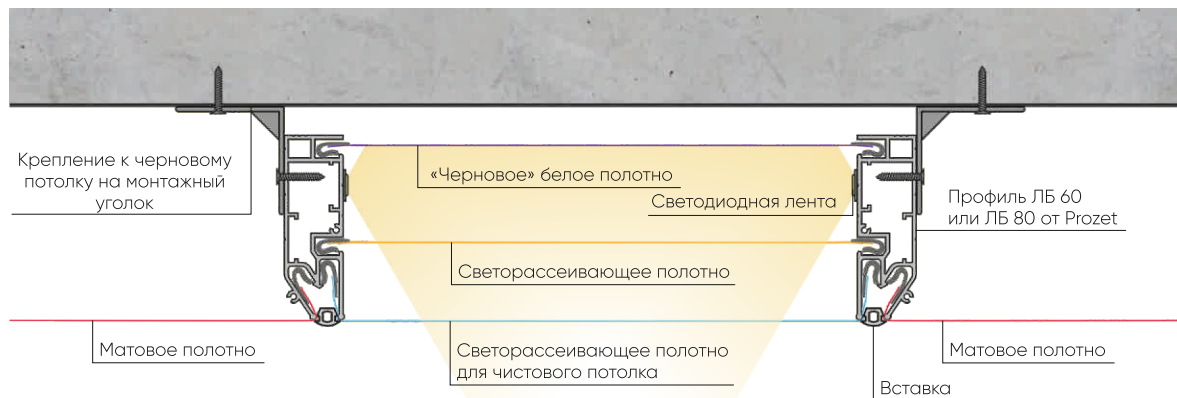 Крепление к черновому
потолку на монтажный
уголок
«Черновое» белое полотно
Светодиодная лента
Профиль ЛБ 60
или ЛБ 80 от Prozet
Светорассеивающее полотно
Матовое полотно
Светорассеивающее полотно
для чистового потолка
Матовое полотно
Вставка